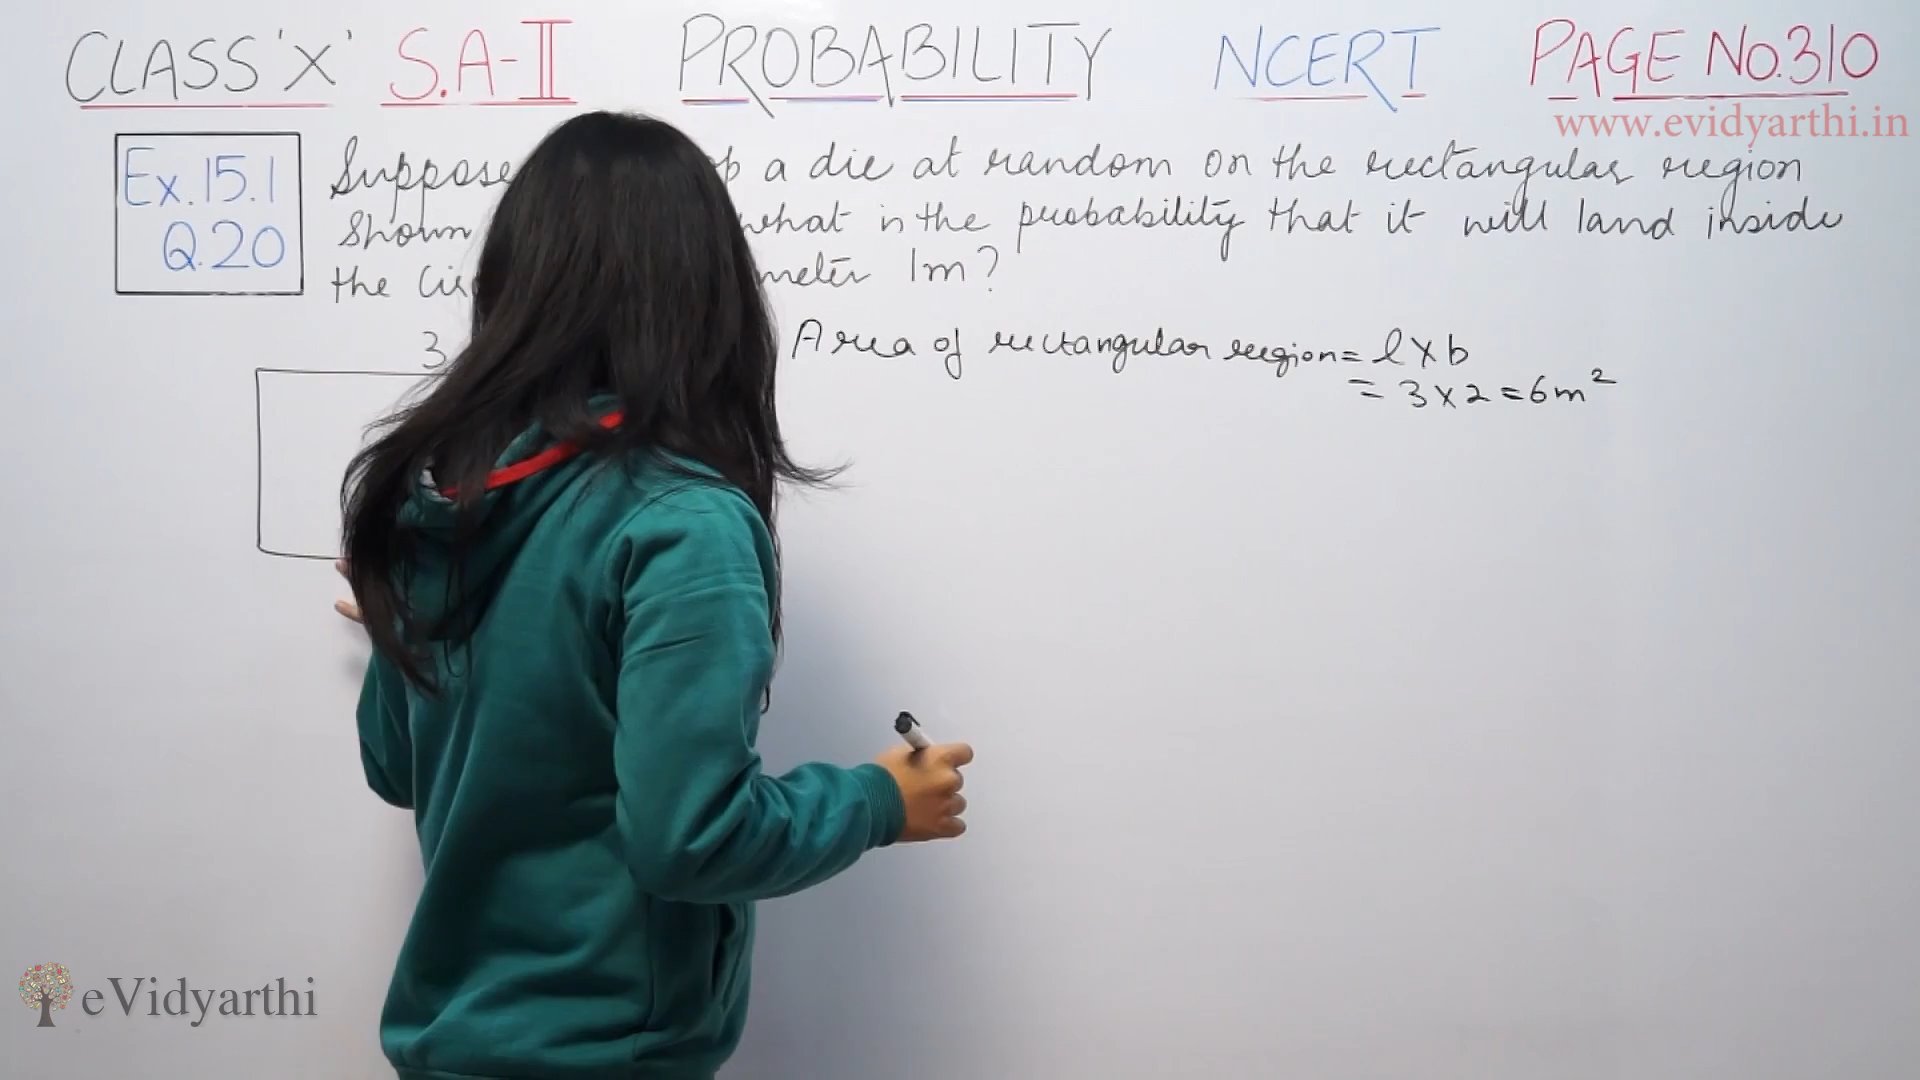 CLASS 'X' S.A-II PROBABILITY NCERT PAGE No.310
www.evidyarthi.in
Ex.15.1
Q.20
Suppose a die at random on the rectangular region
Shown what is the probability that it will land inside
the meter 1m?
3
Area of rectangular region = l x b
= 3 x 2 = 6m²
eVidyarthi